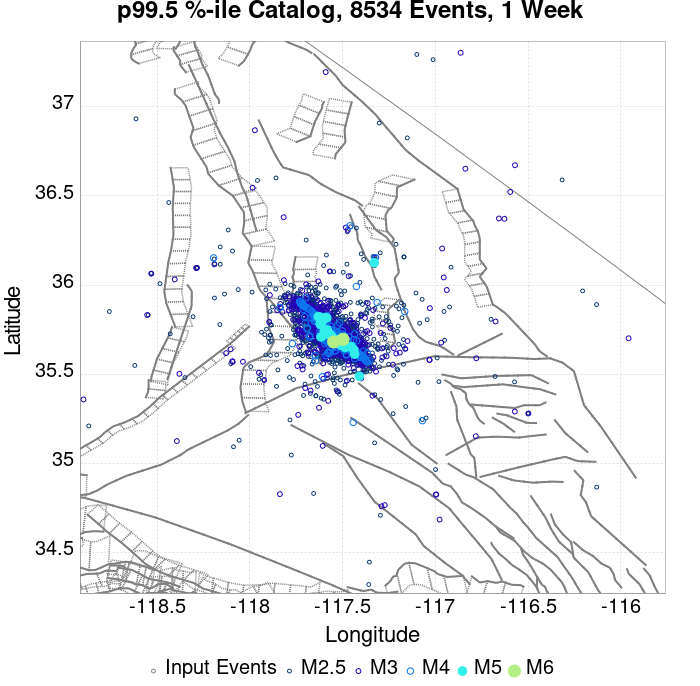 p99.5 %-ile Catalog, 8534 Events, 1 Week
37
36.5
36
35.5
35
34.5
Latitude
-118.5 -118 -117.5 -117 -116.5 -116
Longitude
Input Events M2.5 M3 M4 M5 M6